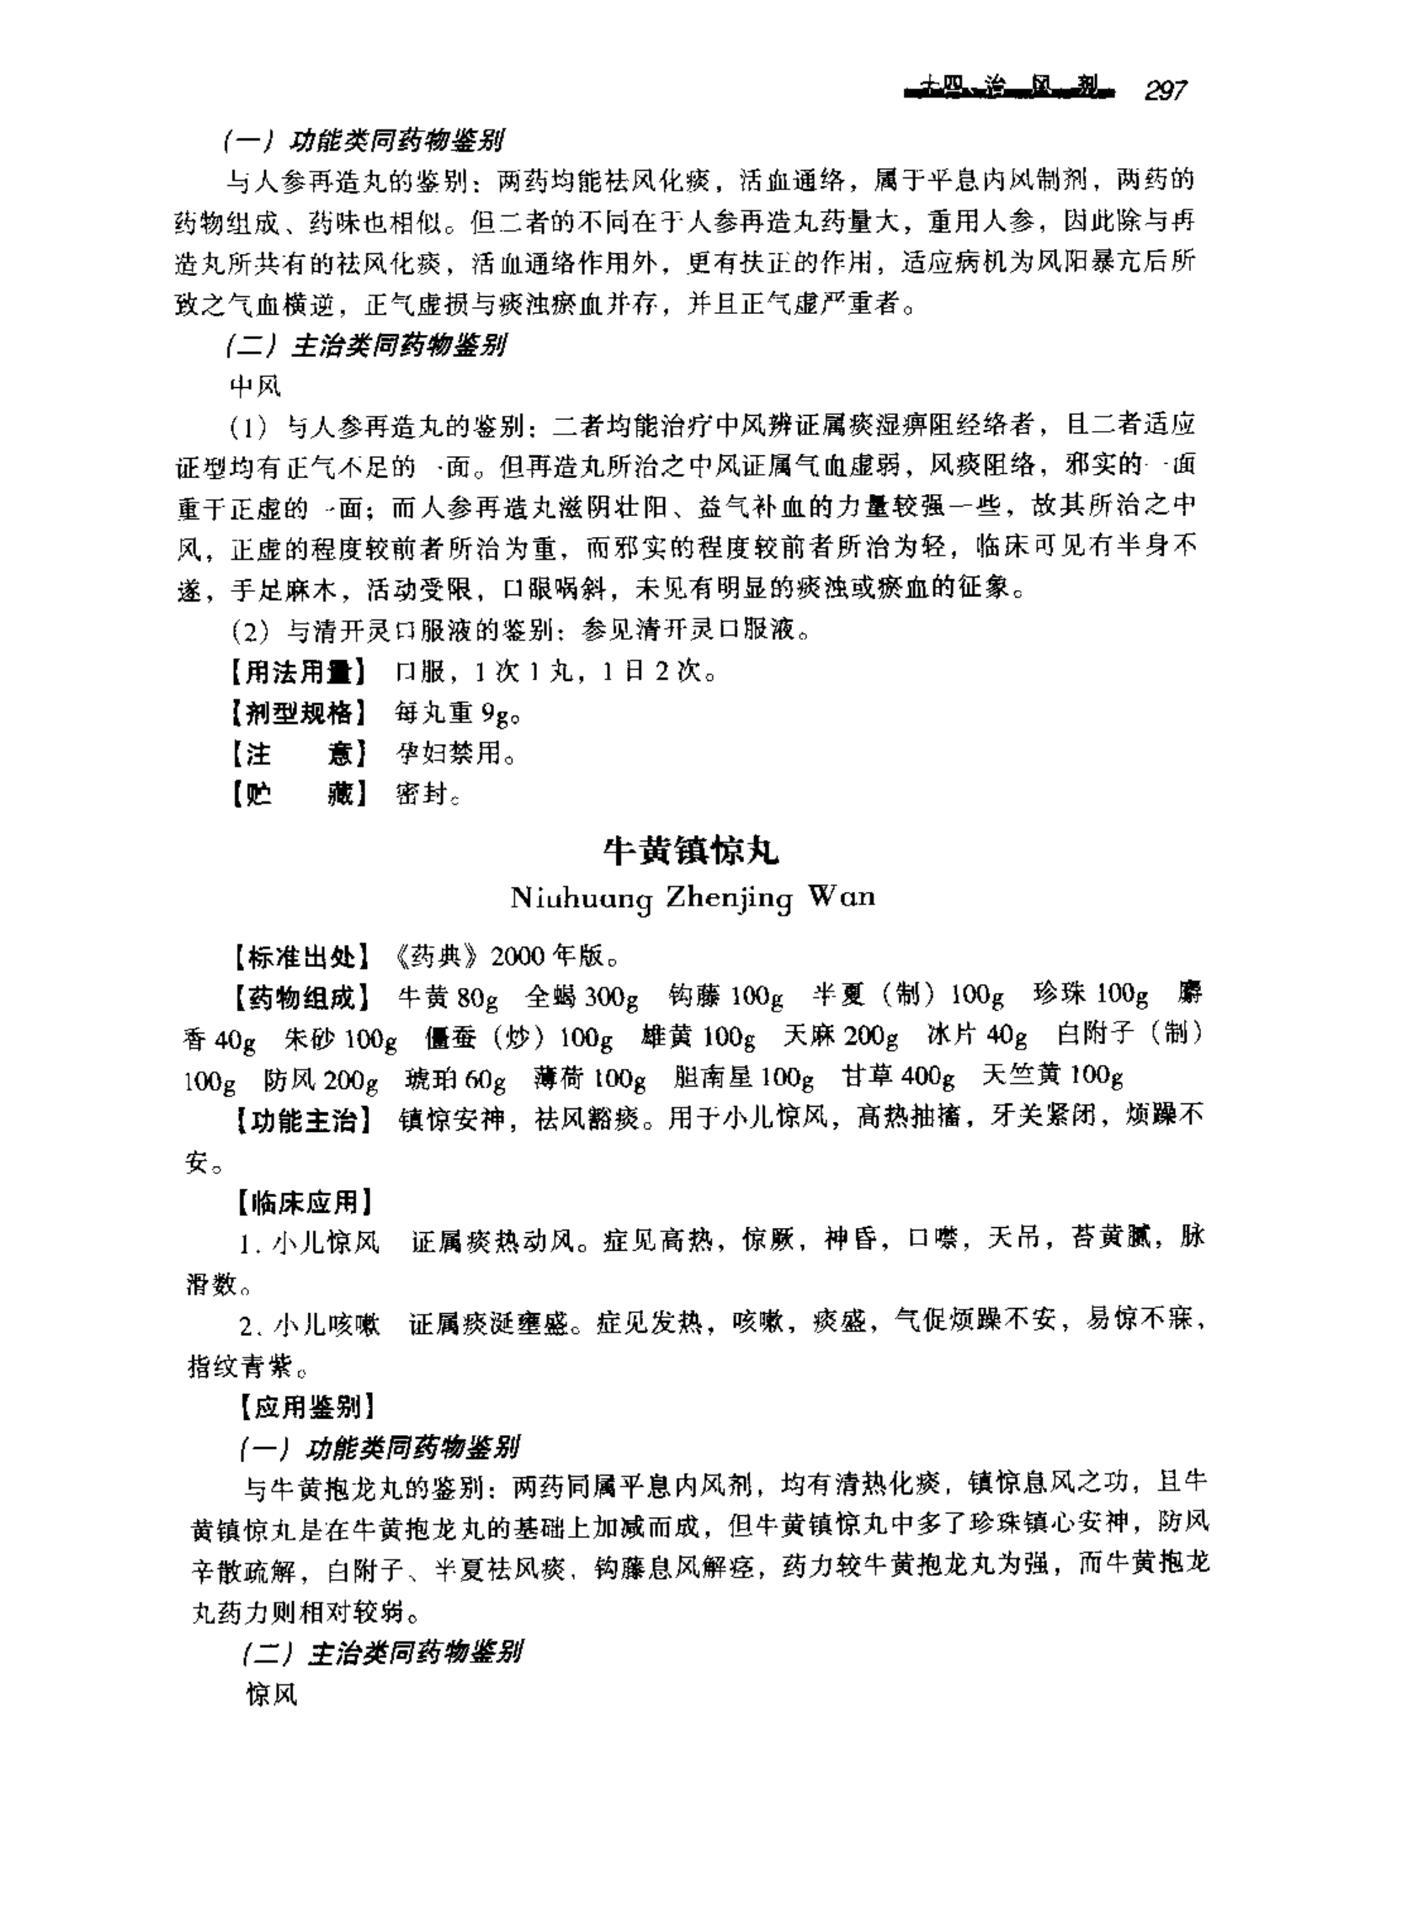 十四、治风剂 297
(一) 功能类同药物鉴别
与人参再造丸的鉴别：两药均能祛风化痰，活血通络，属于平息内风制剂，两药的
药物组成、药味也相似。但二者的不同在于人参再造丸药量大，重用人参，因此除与再
造丸所共有的祛风化痰，活血通络作用外，更有扶正的作用，适应病机为风阳暴亢后所
致之气血横逆，正气虚损与痰浊瘀血并存，并且正气虚严重者。
(二) 主治类同药物鉴别
中风
(1) 与人参再造丸的鉴别：二者均能治疗中风辨证属痰湿痹阻经络者，且二者适应
证型均有正气不足的一面。但再造丸所治之中风证属气血虚弱，风痰阻络，邪实的一面
重于正虚的一面；而人参再造丸滋阴壮阳、益气补血的力量较强一些，故其所治之中
风，正虚的程度较前者所治为重，而邪实的程度较前者所治为轻，临床可见有半身不
遂，手足麻木，活动受限，口眼㖞斜，未见有明显的痰浊或瘀血的征象。
(2) 与清开灵口服液的鉴别：参见清开灵口服液。
【用法用量】 口服，1次1丸，1日2次。
【剂型规格】 每丸重9g。
【注　　意】 孕妇禁用。
【贮　　藏】 密封。
牛黄镇惊丸
Niuhuang Zhenjing Wan
【标准出处】《药典》2000年版。
【药物组成】 牛黄80g　全蝎300g　钩藤100g　半夏（制）100g　珍珠100g　麝
香40g　朱砂100g　僵蚕（炒）100g　雄黄100g　天麻200g　冰片40g　白附子（制）
100g　防风200g　琥珀60g　薄荷100g　胆南星100g　甘草400g　天竺黄100g
【功能主治】 镇惊安神，祛风豁痰。用于小儿惊风，高热抽搐，牙关紧闭，烦躁不
安。
【临床应用】
1. 小儿惊风　证属痰热动风。症见高热，惊厥，神昏，口噤，天吊，苔黄腻，脉
滑数。
2. 小儿咳嗽　证属痰涎壅盛。症见发热，咳嗽，痰盛，气促烦躁不安，易惊不寐，
指纹青紫。
【应用鉴别】
(一) 功能类同药物鉴别
与牛黄抱龙丸的鉴别：两药同属平息内风剂，均有清热化痰，镇惊息风之功，且牛
黄镇惊丸是在牛黄抱龙丸的基础上加减而成，但牛黄镇惊丸中多了珍珠镇心安神，防风
辛散疏解，白附子、半夏祛风痰，钩藤息风解痉，药力较牛黄抱龙丸为强，而牛黄抱龙
丸药力则相对较弱。
(二) 主治类同药物鉴别
惊风